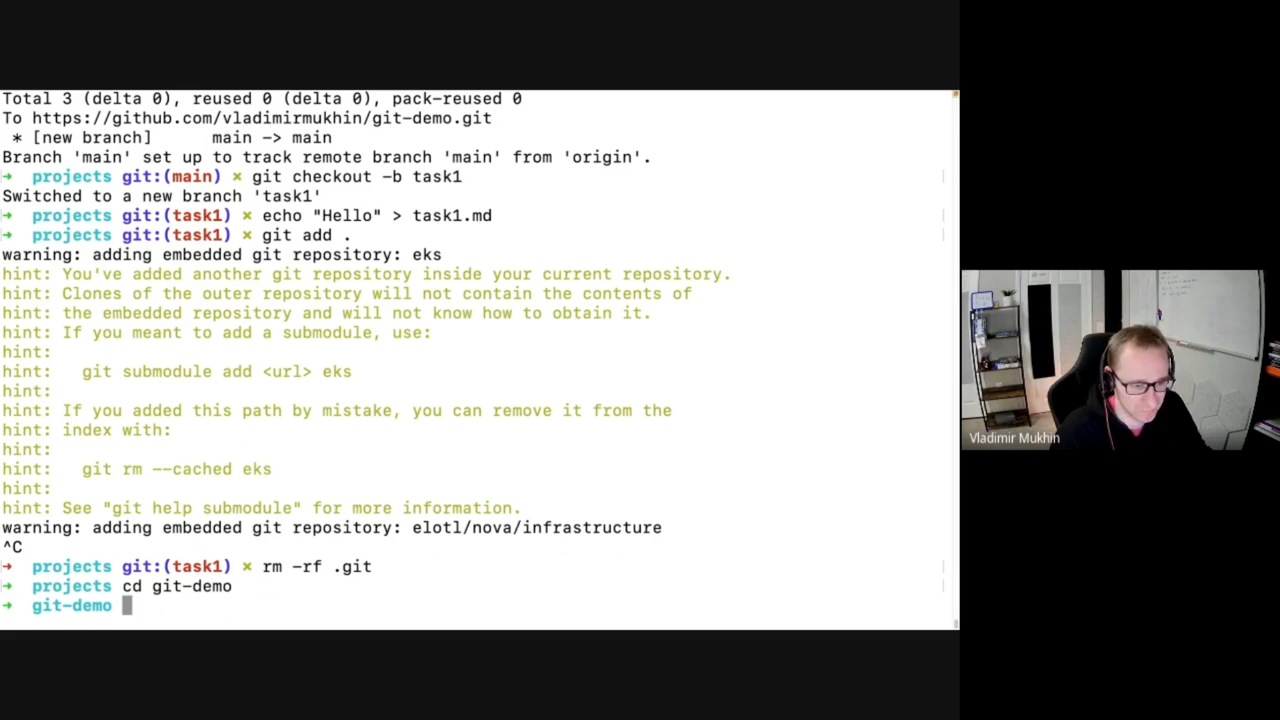 Total 3 (delta 0), reused 0 (delta 0), pack-reused 0
To https://github.com/vladimirmukhin/git-demo.git
 * [new branch]      main -> main
Branch 'main' set up to track remote branch 'main' from 'origin'.
➜  projects git:(main) ✗ git checkout -b task1
Switched to a new branch 'task1'
➜  projects git:(task1) ✗ echo "Hello" > task1.md
➜  projects git:(task1) ✗ git add .
warning: adding embedded git repository: eks
hint: You've added another git repository inside your current repository.
hint: Clones of the outer repository will not contain the contents of
hint: the embedded repository and will not know how to obtain it.
hint: If you meant to add a submodule, use:
hint:
hint:   git submodule add <url> eks
hint:
hint: If you added this path by mistake, you can remove it from the
hint: index with:
hint:
hint:   git rm --cached eks
hint:
hint: See "git help submodule" for more information.
warning: adding embedded git repository: elotl/nova/infrastructure
^C
➜  projects git:(task1) ✗ rm -rf .git
➜  projects cd git-demo
➜  git-demo
Vladimir Mukhin